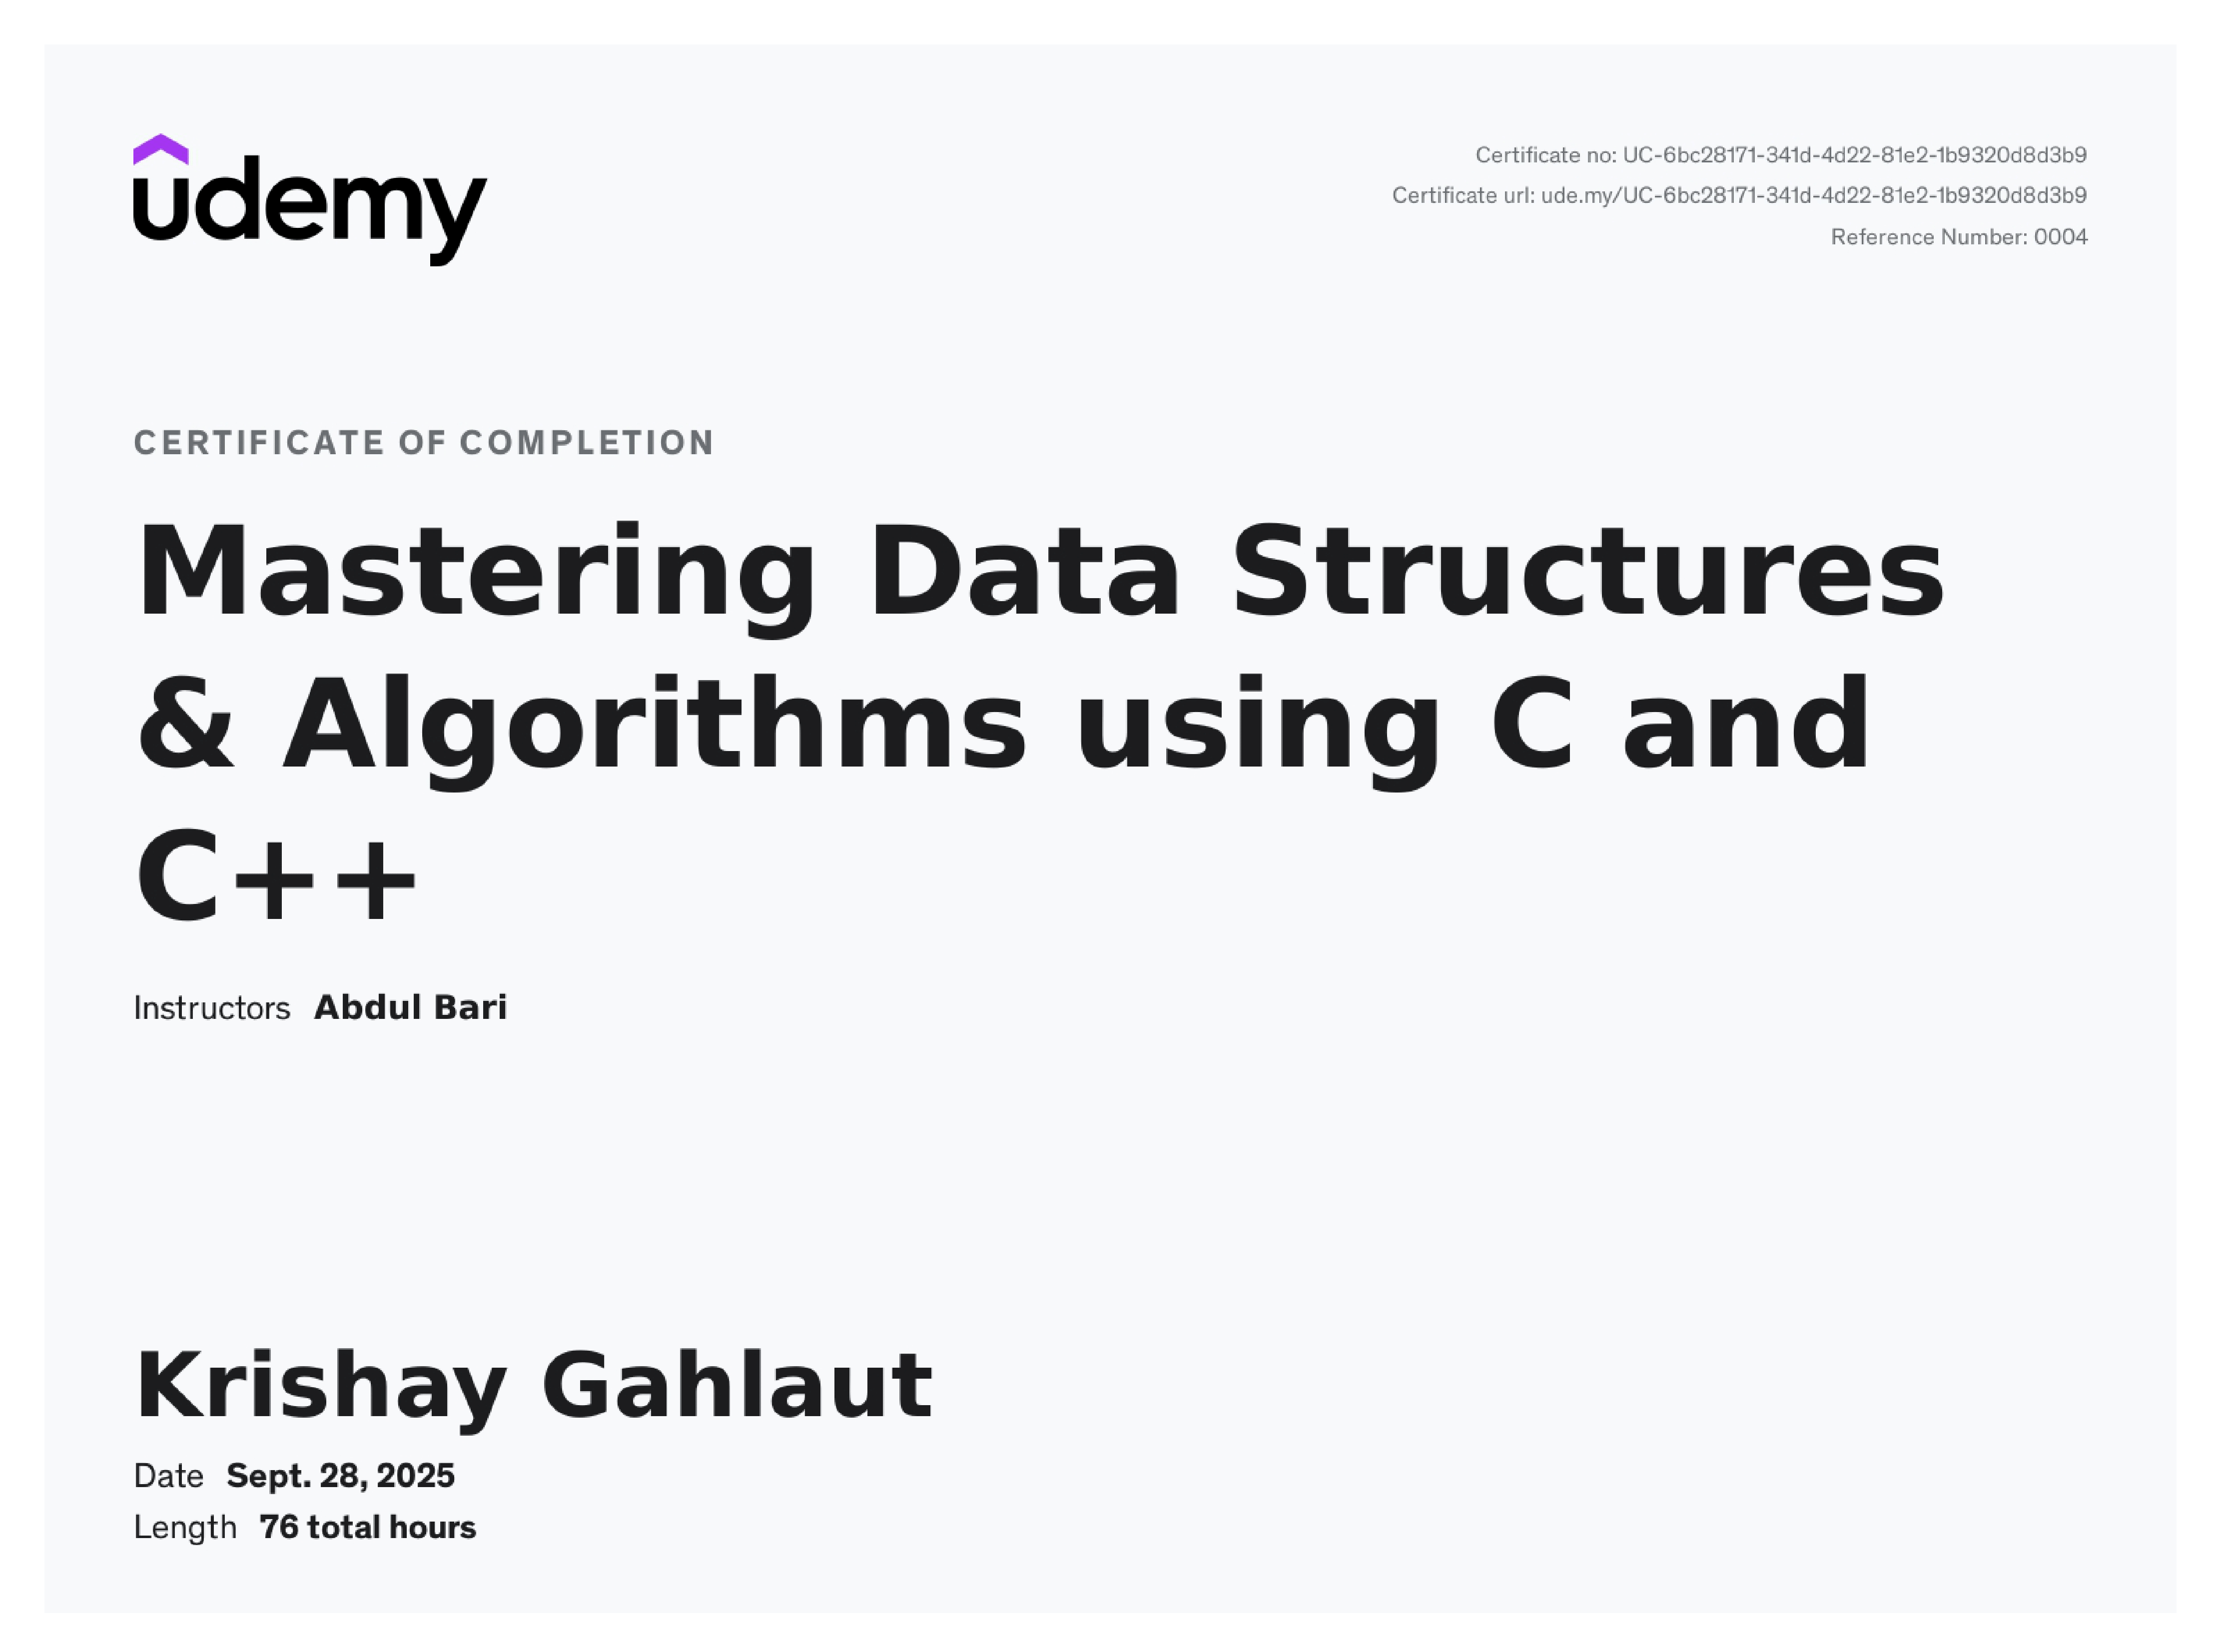 udemy
Certificate no: UC-6bc28171-341d-4d22-81e2-1b9320d8d3b9
Certificate url: ude.my/UC-6bc28171-341d-4d22-81e2-1b9320d8d3b9
Reference Number: 0004
CERTIFICATE OF COMPLETION
Mastering Data Structures
& Algorithms using C and
C++
Instructors Abdul Bari
Krishay Gahlaut
Date Sept. 28, 2025
Length 76 total hours